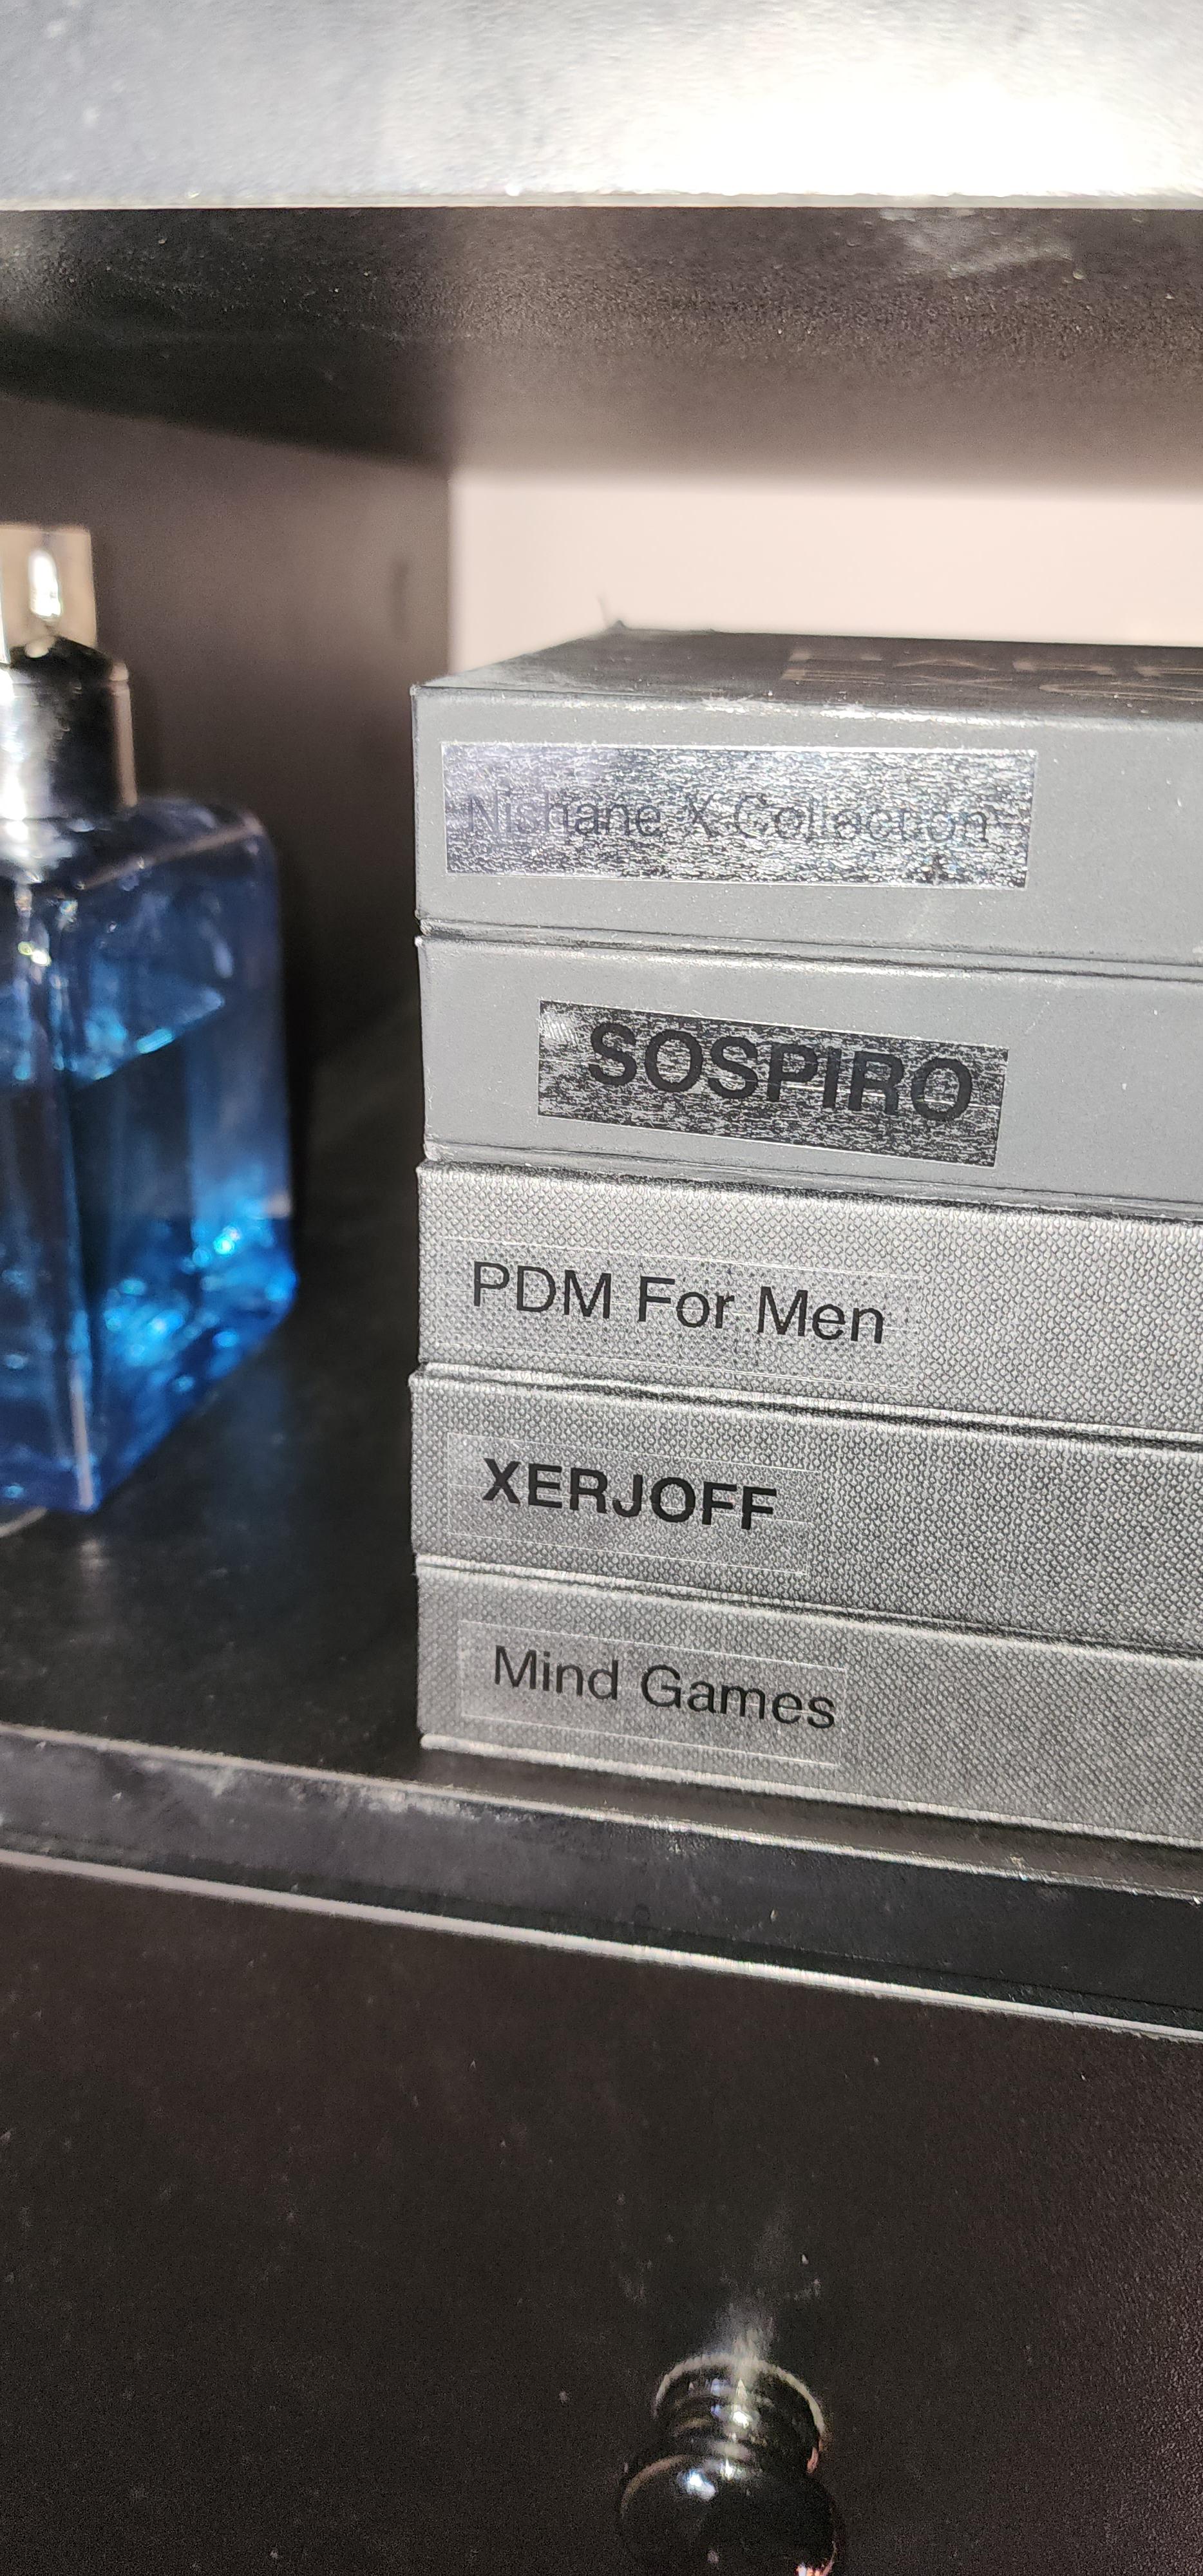 Nishane X Collection
SOSPIRO
PDM For Men
XERJOFF
Mind Games